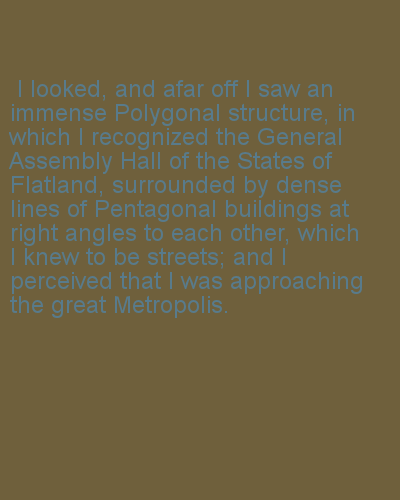 I looked, and afar off I saw an
immense Polygonal structure, in
which I recognized the General
Assembly Hall of the States of
Flatland, surrounded by dense
lines of Pentagonal buildings at
right angles to each other, which
I knew to be streets; and I
perceived that I was approaching
the great Metropolis.